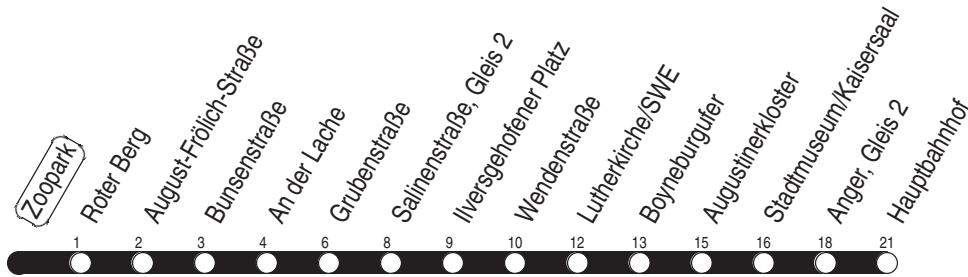 Zoopark
Roter Berg
August-Frölich-Straße
Bunsenstraße
An der Lache
Grubenstraße
Salinenstraße, Gleis 2
Ilversgehofener Platz
Wendenstraße
Lutherkirche/SWE
Boyneburgufer
Augustinerkloster
Stadtmuseum/Kaisersaal
Anger, Gleis 2
Hauptbahnhof
1 2 3 4 6 8 9 10 12 13 15 16 18 21